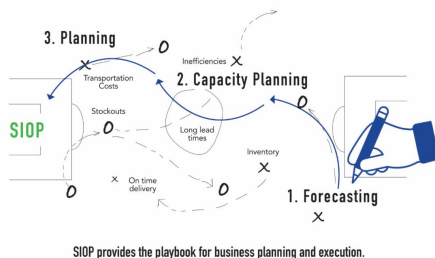 3. Planning
Inefficiencies
Transportation
Costs
2. Capacity Planning
Stockouts
SIOP
Long lead
times
Inventory
On time
delivery
1. Forecasting
SIOP provides the playbook for business planning and execution.